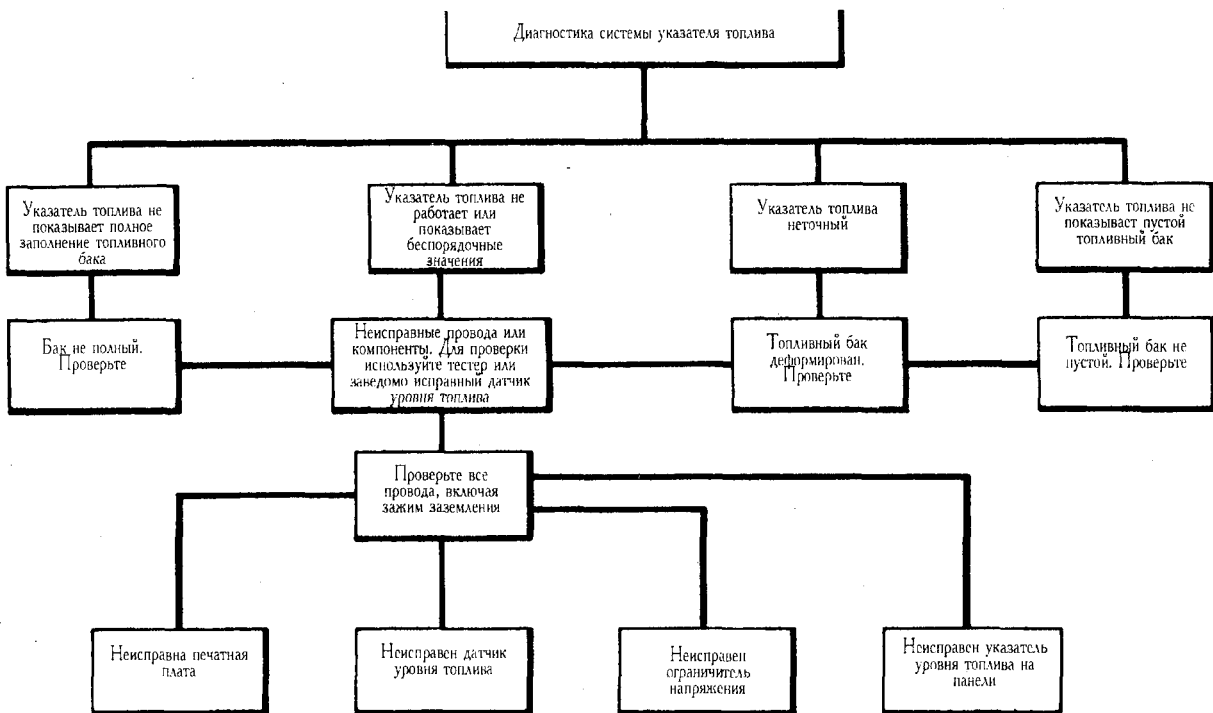 Диагностика системы указателя топлива
Указатель топлива не
показывает полное
заполнение топливного
бака
Указатель топлива не
работает или
показывает
беспорядочные
значения
Указатель топлива
неточный
Указатель топлива не
показывает пустой
топливный бак
Бак не полный.
Проверьте
Неисправные провода или
компоненты. Для проверки
используйте тестер или
заведомо исправный датчик
уровня топлива
Топливный бак
деформирован.
Проверьте
Топливный бак не
пустой. Проверьте
Проверьте все
провода, включая
зажим заземления
Неисправна печатная
плата
Неисправен датчик
уровня топлива
Неисправен
ограничитель
напряжения
Неисправен указатель
уровня топлива на
панели